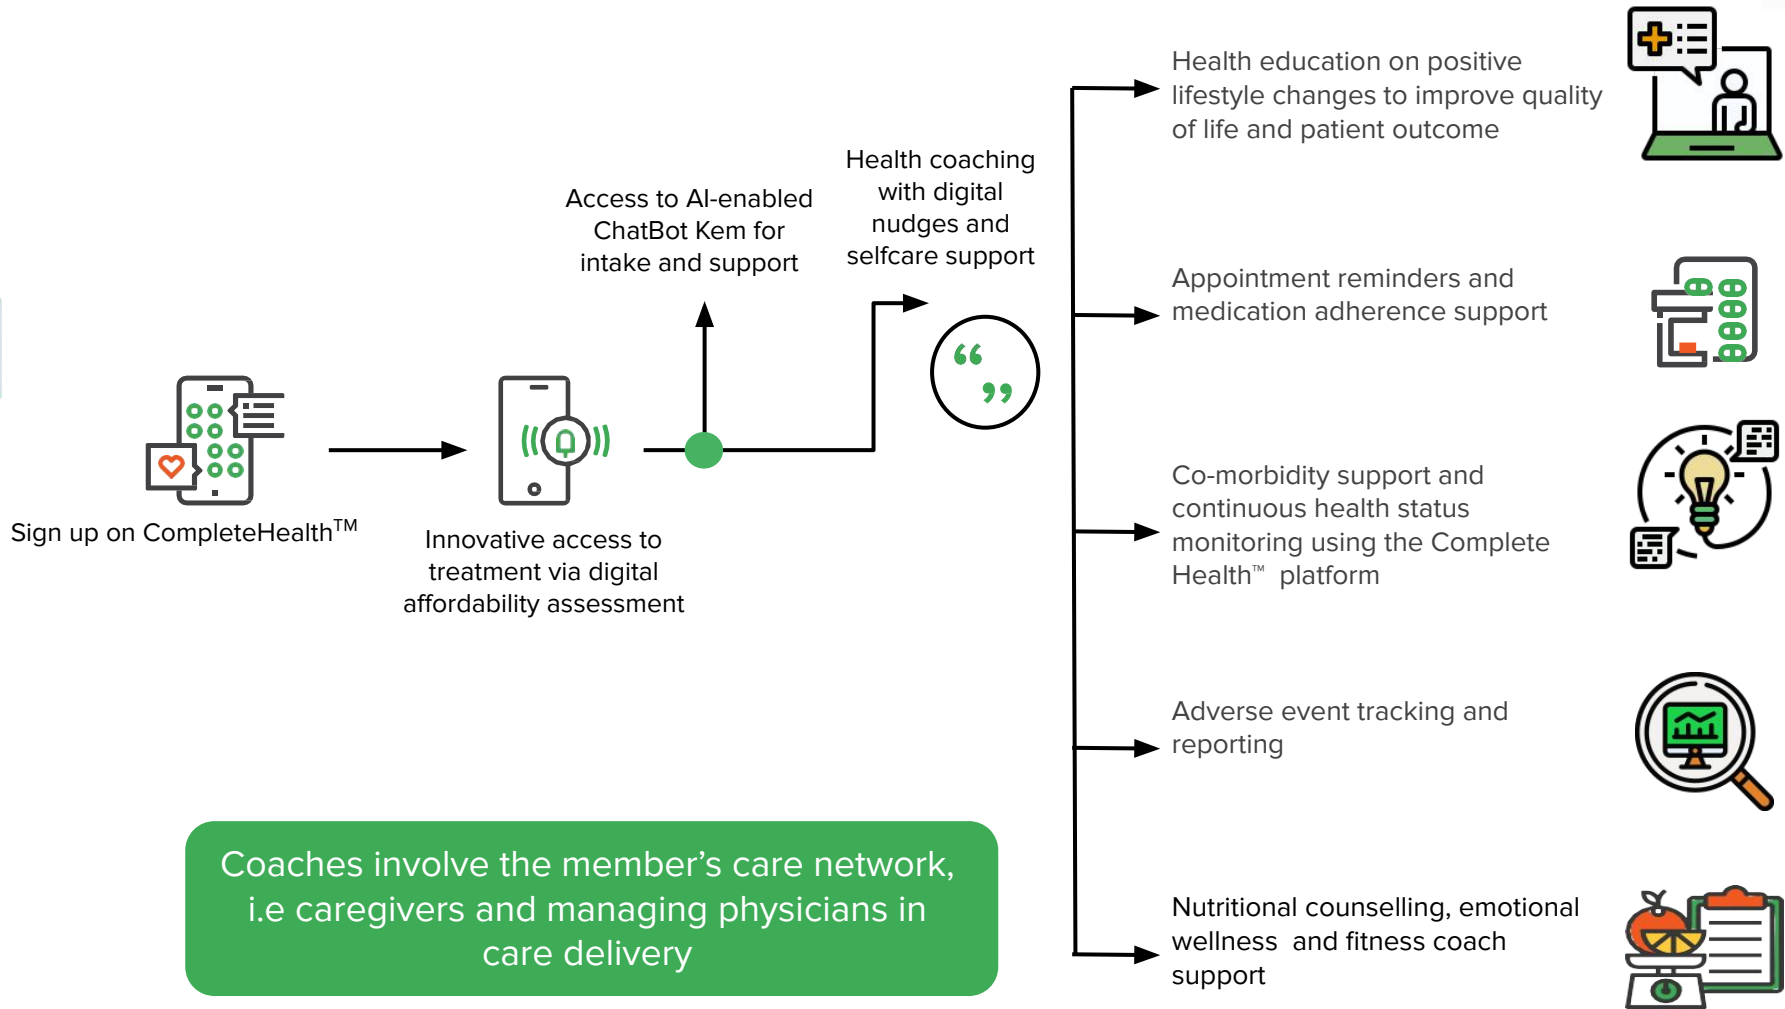 Sign up on CompleteHealth™
Innovative access to
treatment via digital
affordability assessment
Access to AI-enabled
ChatBot Kem for
intake and support
Health coaching
with digital
nudges and
selfcare support
“
”
Health education on positive
lifestyle changes to improve quality
of life and patient outcome
Appointment reminders and
medication adherence support
Co-morbidity support and
continuous health status
monitoring using the Complete
Health™ platform
Adverse event tracking and
reporting
Nutritional counselling, emotional
wellness and fitness coach
support
Coaches involve the member’s care network,
i.e caregivers and managing physicians in
care delivery